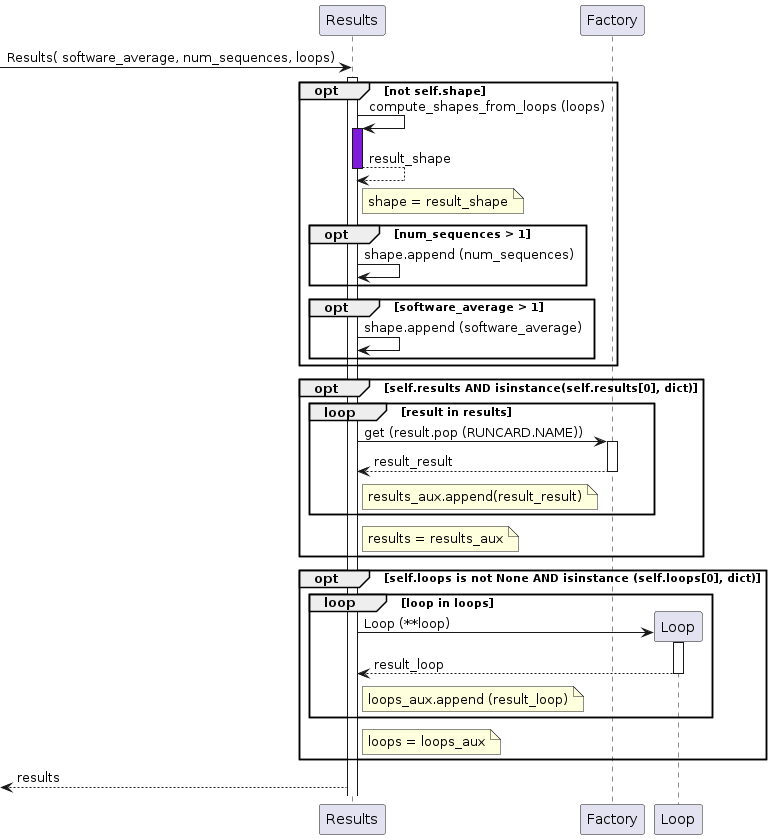 Results
Factory
Results( software_average, num_sequences, loops)
opt
[not self.shape]
compute_shapes_from_loops (loops)
result_shape
shape = result_shape
opt
[num_sequences > 1]
shape.append (num_sequences)
opt
[software_average > 1]
shape.append (software_average)
opt
[self.results AND isinstance(self.results[0], dict)]
loop
[result in results]
get (result.pop (RUNCARD.NAME))
result_result
results_aux.append(result_result)
results = results_aux
opt
[self.loops is not None AND isinstance (self.loops[0], dict)]
loop
[loop in loops]
Loop (**loop)
Loop
result_loop
loops_aux.append (result_loop)
loops = loops_aux
results
Results
Factory
Loop